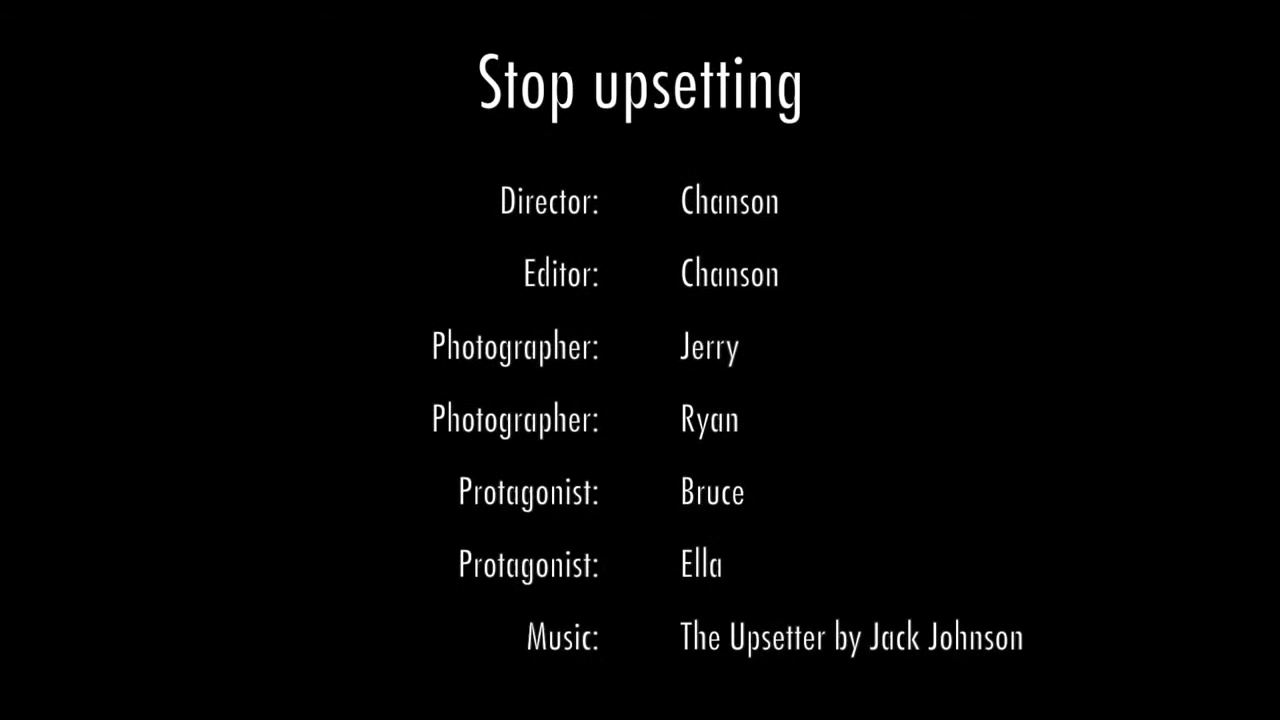 Stop upsetting
Director: Chanson
Editor: Chanson
Photographer: Jerry
Photographer: Ryan
Protagonist: Bruce
Protagonist: Ella
Music: The Upsetter by Jack Johnson